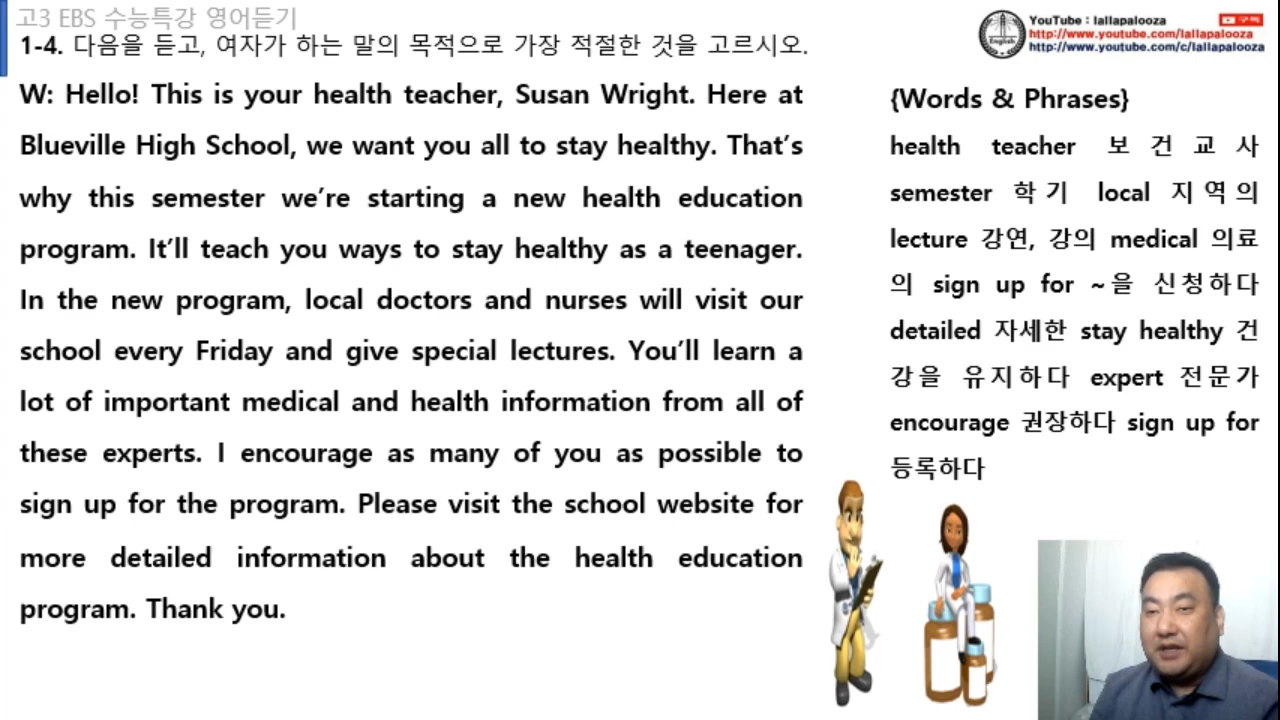 고3 EBS 수능특강 영어듣기
1-4. 다음을 듣고, 여자가 하는 말의 목적으로 가장 적절한 것을 고르시오.
W: Hello! This is your health teacher, Susan Wright. Here at
Blueville High School, we want you all to stay healthy. That's
why this semester we're starting a new health education
program. It'll teach you ways to stay healthy as a teenager.
In the new program, local doctors and nurses will visit our
school every Friday and give special lectures. You'll learn a
lot of important medical and health information from all of
these experts. I encourage as many of you as possible to
sign up for the program. Please visit the school website for
more detailed information about the health education
program. Thank you.
English
YouTube : lallapalooza
구독
http://www.youtube.com/lallapalooza
http://www.youtube.com/c/lallapalooza
{Words & Phrases}
health teacher 보건교사
semester 학기 local 지역의
lecture 강연, 강의 medical 의료
의 sign up for ~을 신청하다
detailed 자세한 stay healthy 건
강을 유지하다 expert 전문가
encourage 권장하다 sign up for
등록하다